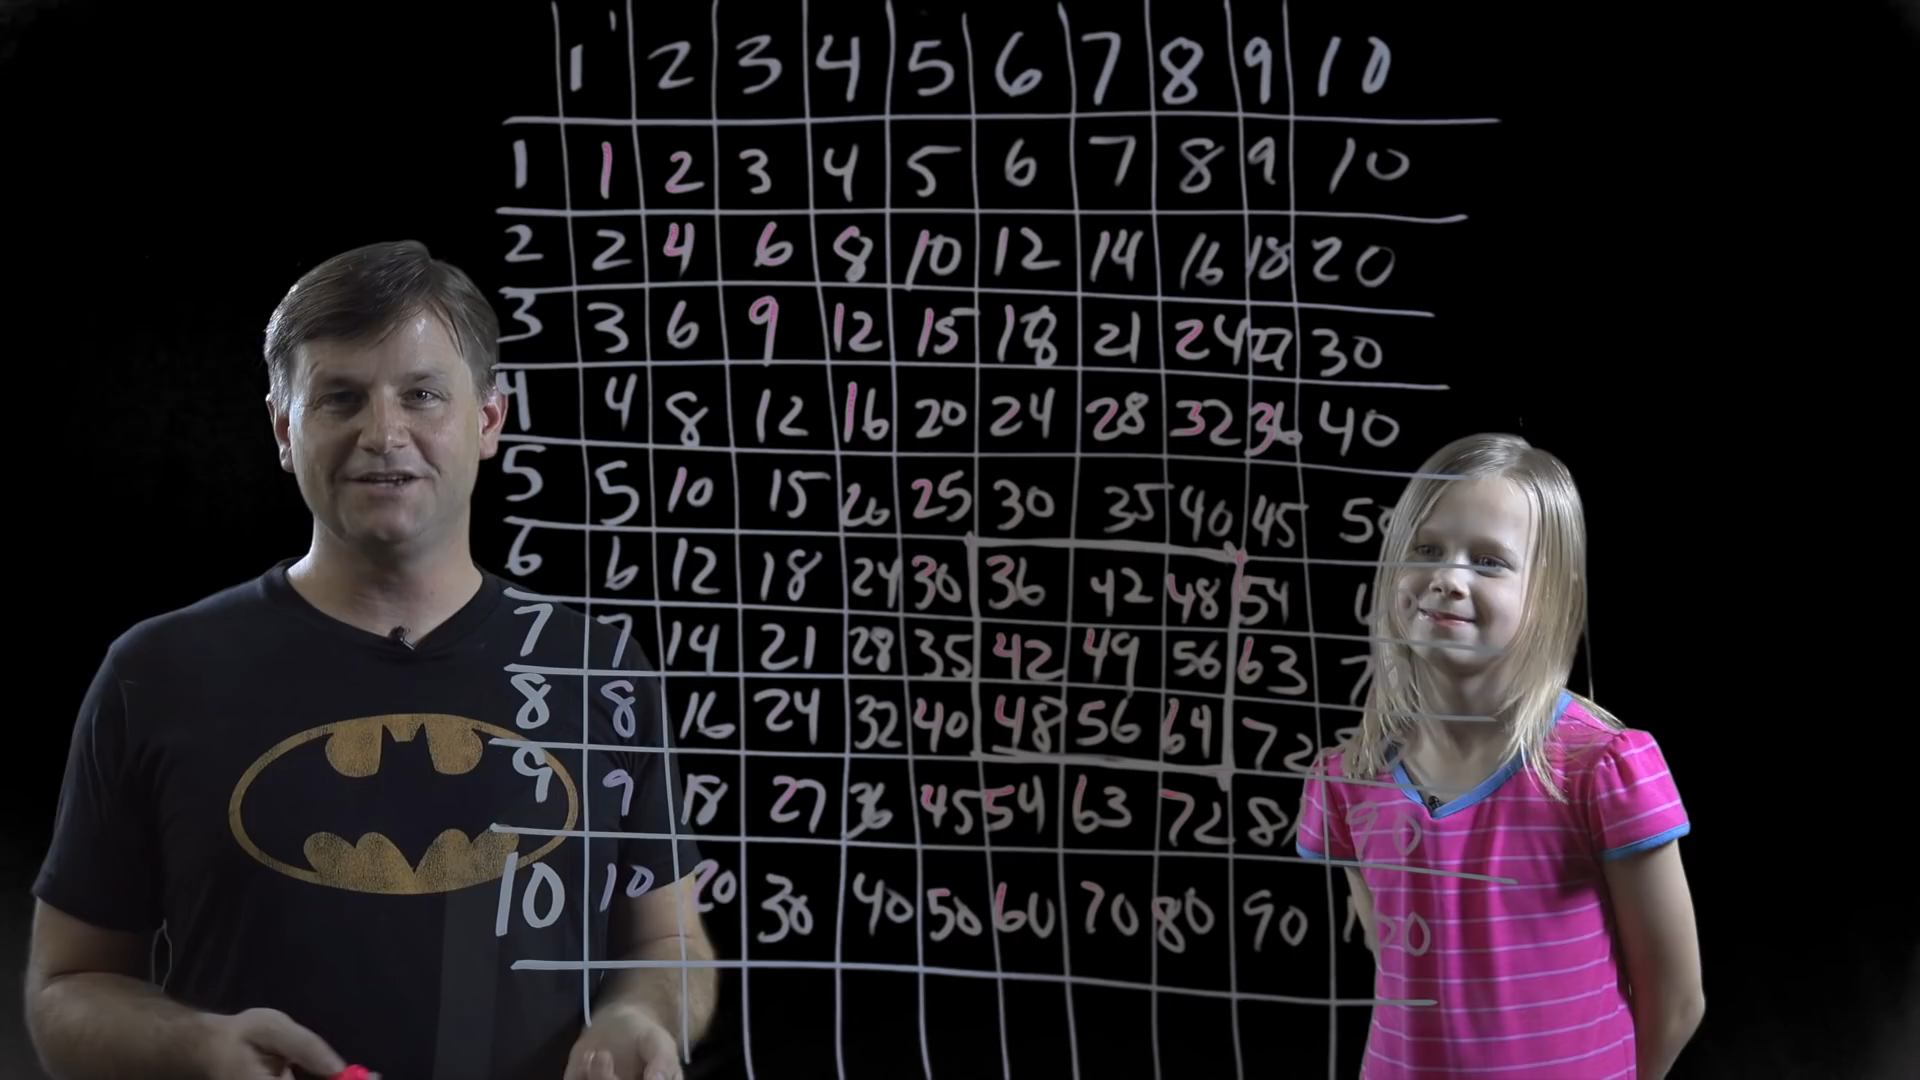 1 2 3 4 5 6 7 8 9 10
1 1 2 3 4 5 6 7 8 9 10
2 2 4 6 8 10 12 14 16 18 20
3 3 6 9 12 15 18 21 24 27 30
4 4 8 12 16 20 24 28 32 36 40
5 5 10 15 20 25 30 35 40 45 50
6 6 12 18 24 30 36 42 48 54
7 7 14 21 28 35 42 49 56 63
8 8 16 24 32 40 48 56 64 72
9 9 18 27 36 45 54 63 72 81 90
10 10 20 30 40 50 60 70 80 90 100